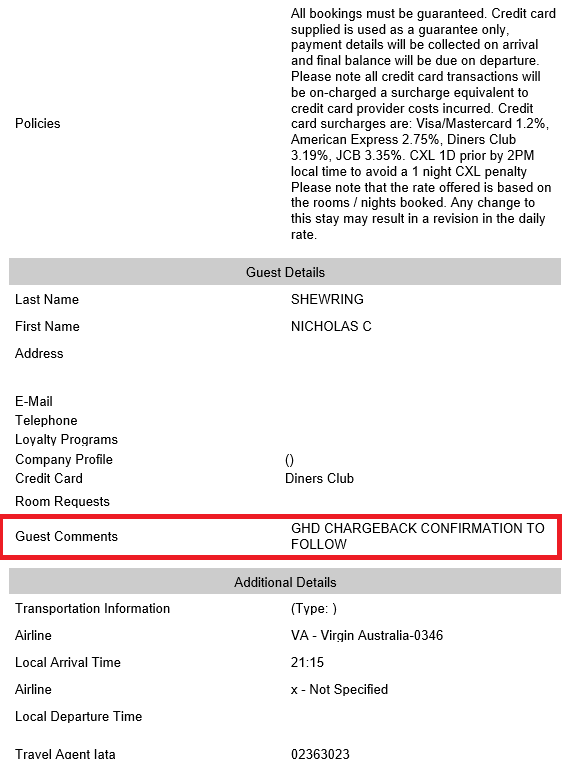 All bookings must be guaranteed. Credit card
supplied is used as a guarantee only,
payment details will be collected on arrival
and final balance will be due on departure.
Please note all credit card transactions will
be on-charged a surcharge equivalent to
credit card provider costs incurred. Credit
Policies card surcharges are: Visa/Mastercard 1.2%,
American Express 2.75%, Diners Club
3.19%, JCB 3.35%. CXL 1D prior by 2PM
local time to avoid a 1 night CXL penalty
Please note that the rate offered is based on
the rooms / nights booked. Any change to
this stay may result in a revision in the daily
rate.
Guest Details
Last Name SHEWRING
First Name NICHOLAS C
Address
E-Mail
Telephone
Loyalty Programs
Company Profile ()
Credit Card Diners Club
Room Requests
Guest Comments GHD CHARGEBACK CONFIRMATION TO
FOLLOW
Additional Details
Transportation Information (Type: )
Airline VA - Virgin Australia-0346
Local Arrival Time 21:15
Airline x - Not Specified
Local Departure Time
Travel Agent Iata 02363023